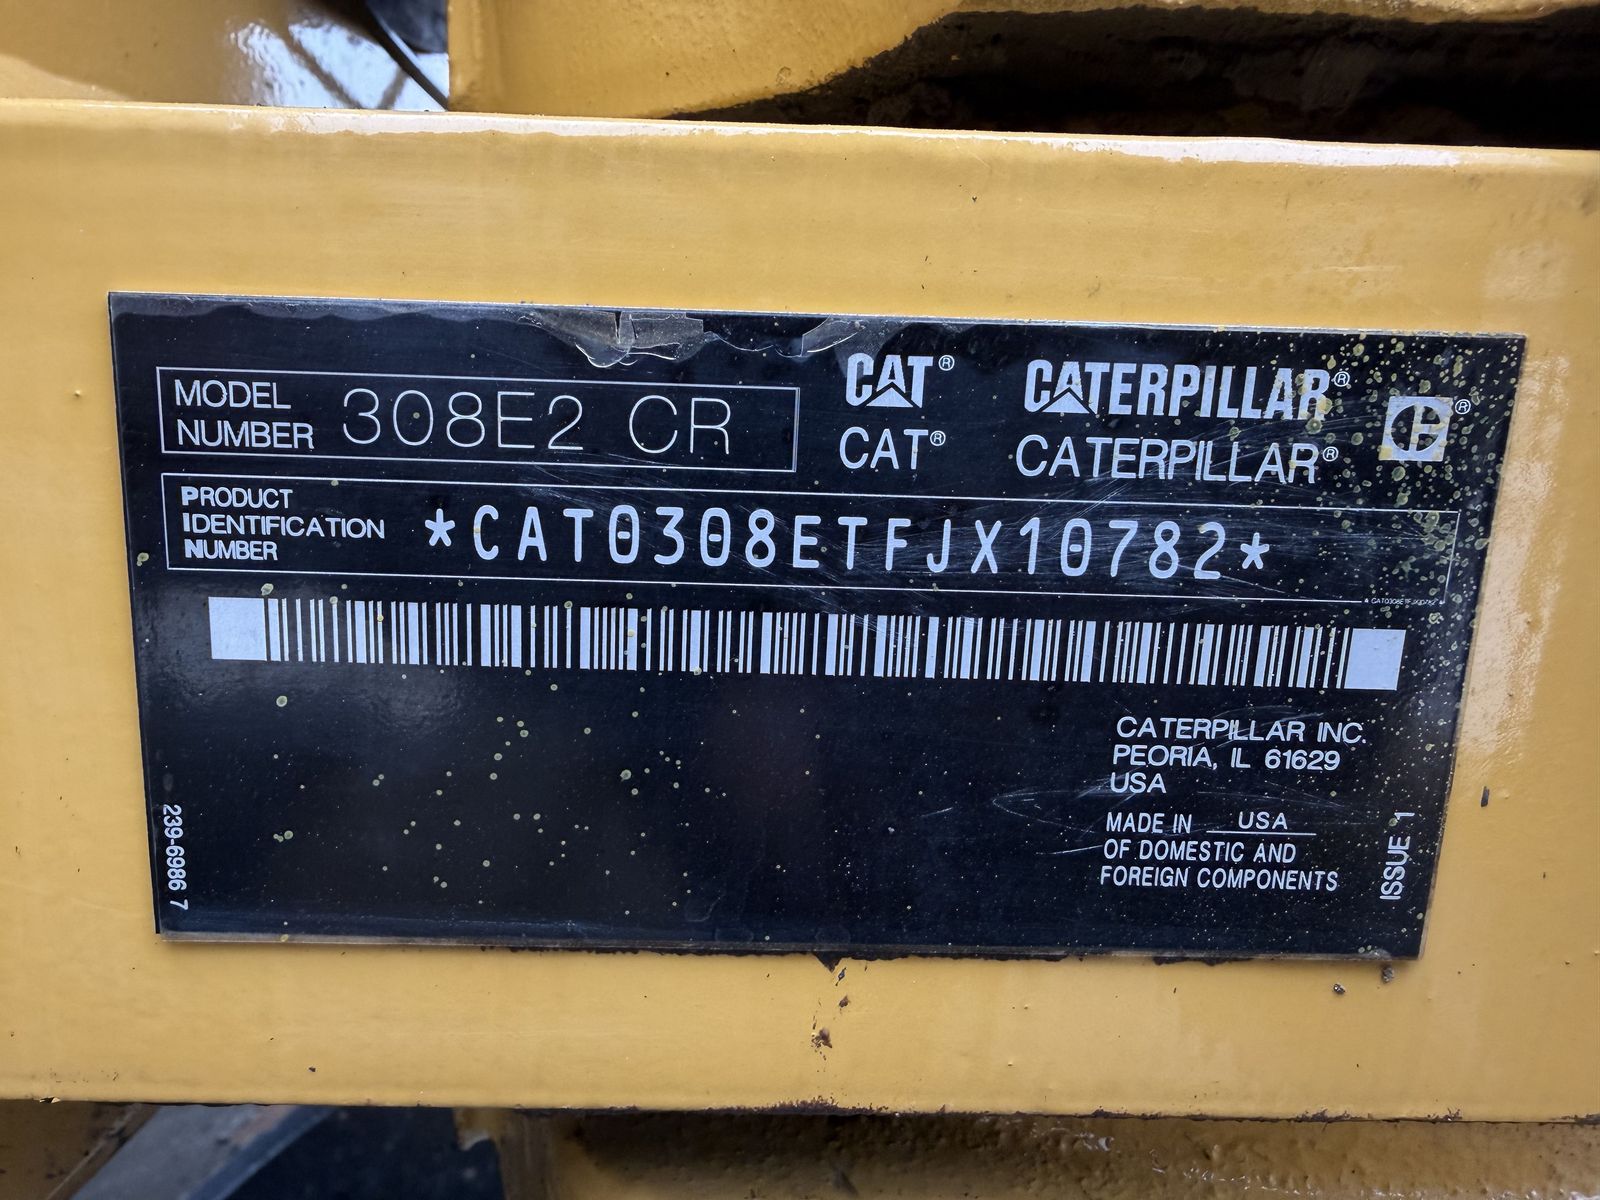 MODEL
NUMBER 308E2 CR
CAT® CATERPILLAR®
CAT® CATERPILLAR®
PRODUCT
IDENTIFICATION
NUMBER
*CAT0308ETFJX10782*
*CAT0308ETFJX10782*
CATERPILLAR INC.
PEORIA, IL 61629
USA
MADE IN USA
OF DOMESTIC AND
FOREIGN COMPONENTS
239-6986 7
ISSUE 1